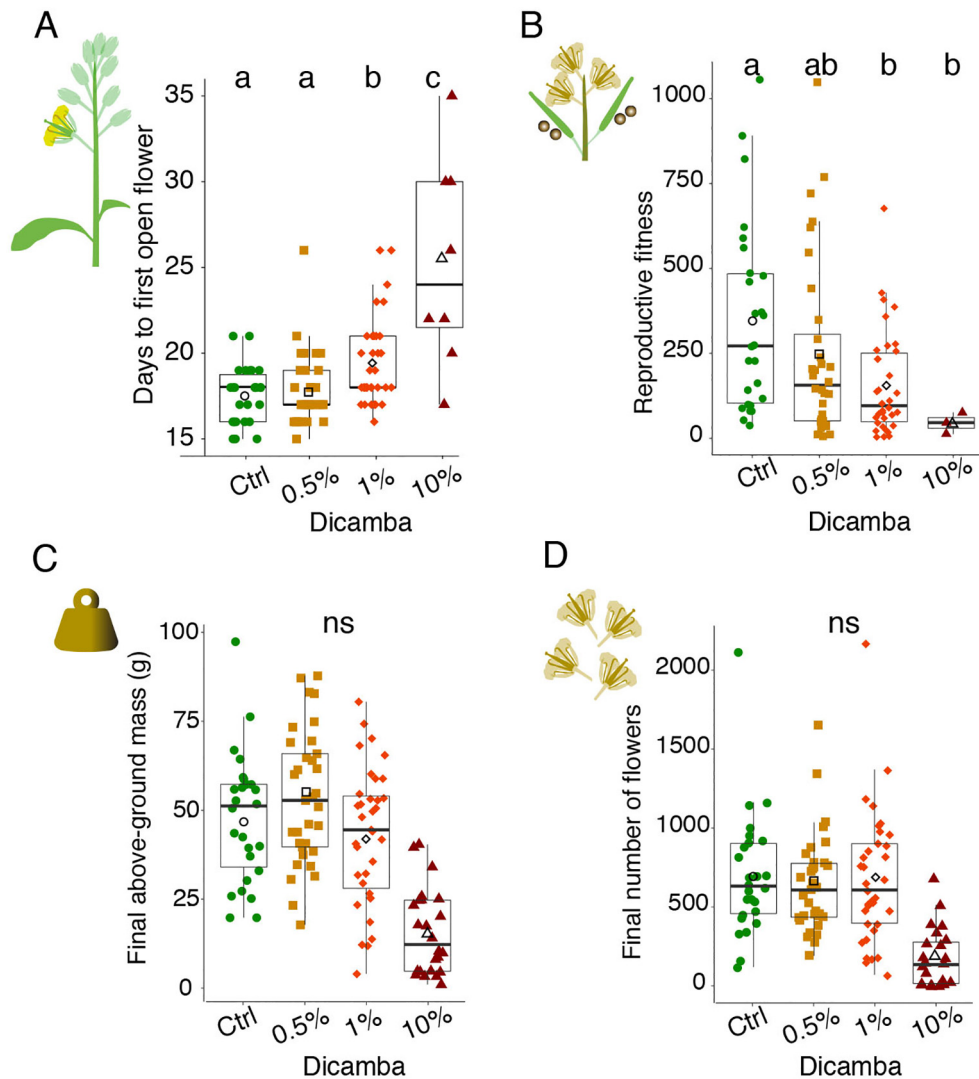 A
a a b c
35
30
25
20
15
Days to first open flower
Ctrl 0.5% 1% 10%
Dicamba
B
a ab b b
1000
750
500
250
0
Reproductive fitness
Ctrl 0.5% 1% 10%
Dicamba
C
ns
100
75
50
25
0
Final above-ground mass (g)
Ctrl 0.5% 1% 10%
Dicamba
D
ns
2000
1500
1000
500
0
Final number of flowers
Ctrl 0.5% 1% 10%
Dicamba